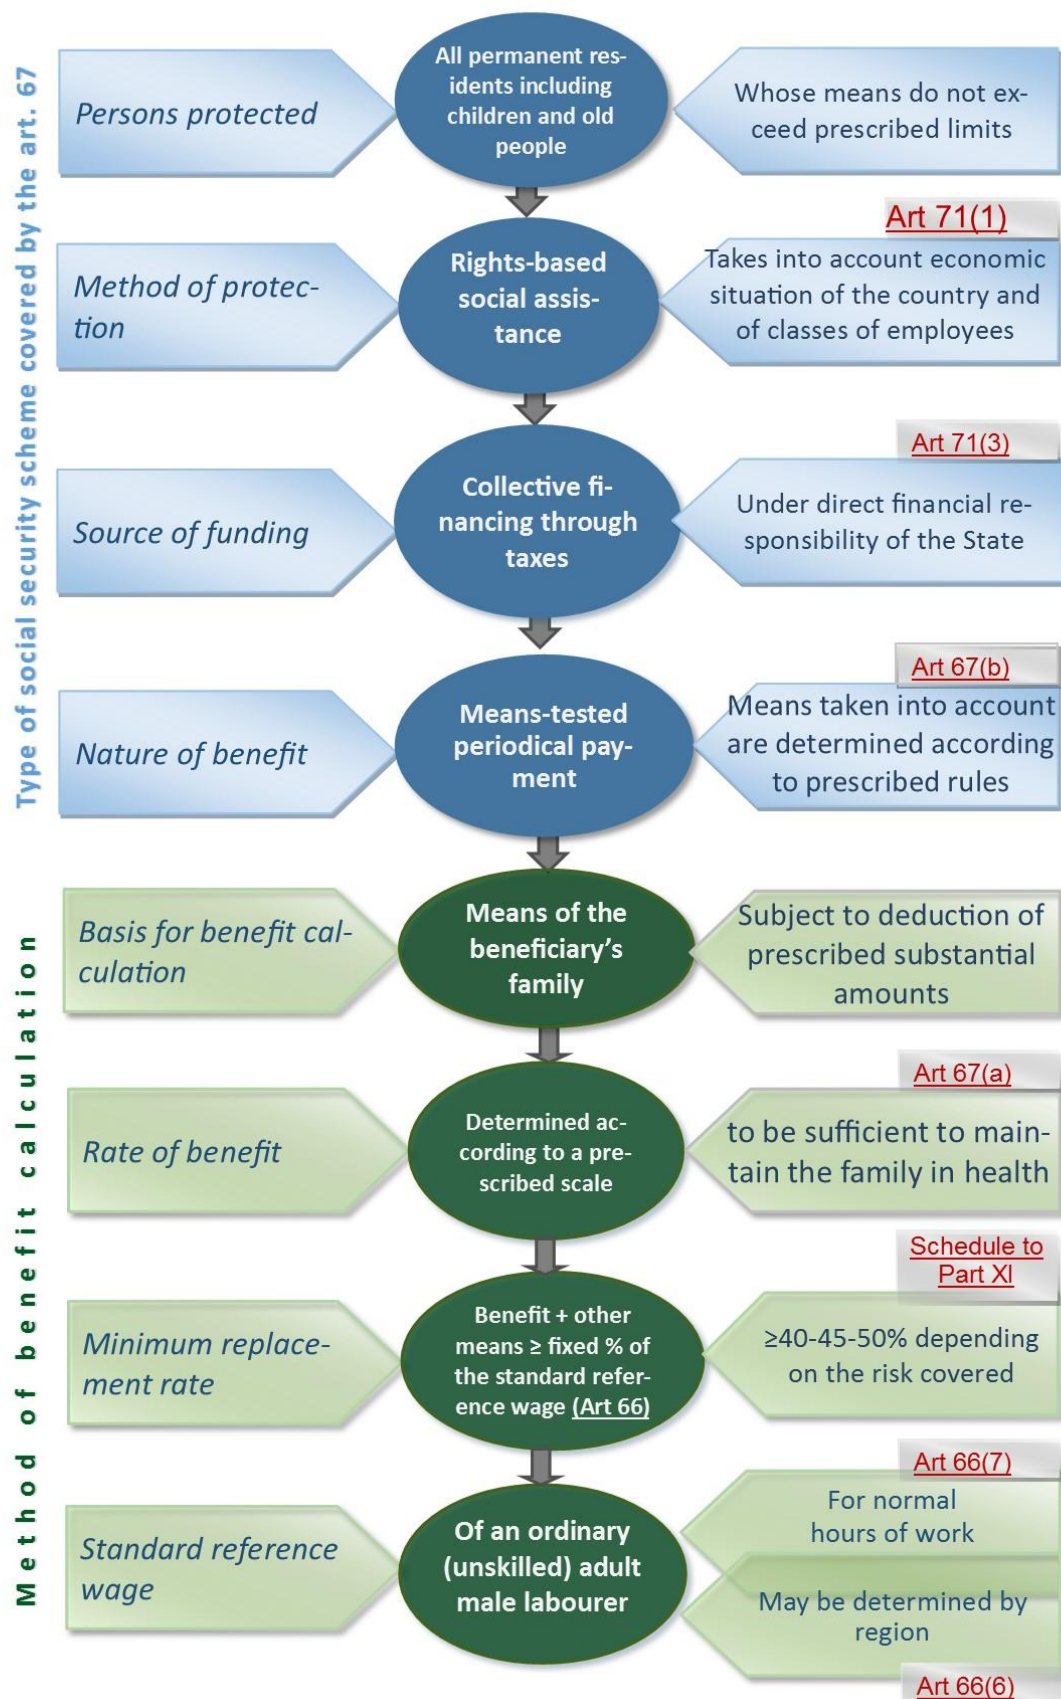 Type of social security scheme covered by the art. 67
Persons protected
All permanent res-
idents including
children and old
people
Whose means do not ex-
ceed prescribed limits
Method of protec-
tion
Rights-based
social assis-
tance
Art 71(1)
Takes into account economic
situation of the country and
of classes of employees
Source of funding
Collective fi-
nancing through
taxes
Art 71(3)
Under direct financial re-
sponsibility of the State
Nature of benefit
Means-tested
periodical pay-
ment
Art 67(b)
Means taken into account
are determined according
to prescribed rules
Method of benefit calculation
Basis for benefit cal-
culation
Means of the
beneficiary's
family
Subject to deduction of
prescribed substantial
amounts
Rate of benefit
Determined ac-
cording to a pre-
scribed scale
Art 67(a)
to be sufficient to main-
tain the family in health
Minimum replace-
ment rate
Benefit + other
means ≥ fixed % of
the standard refer-
ence wage (Art 66)
Schedule to
Part XI
≥40-45-50% depending
on the risk covered
Standard reference
wage
Of an ordinary
(unskilled) adult
male labourer
Art 66(7)
For normal
hours of work
May be determined by
region
Art 66(6)